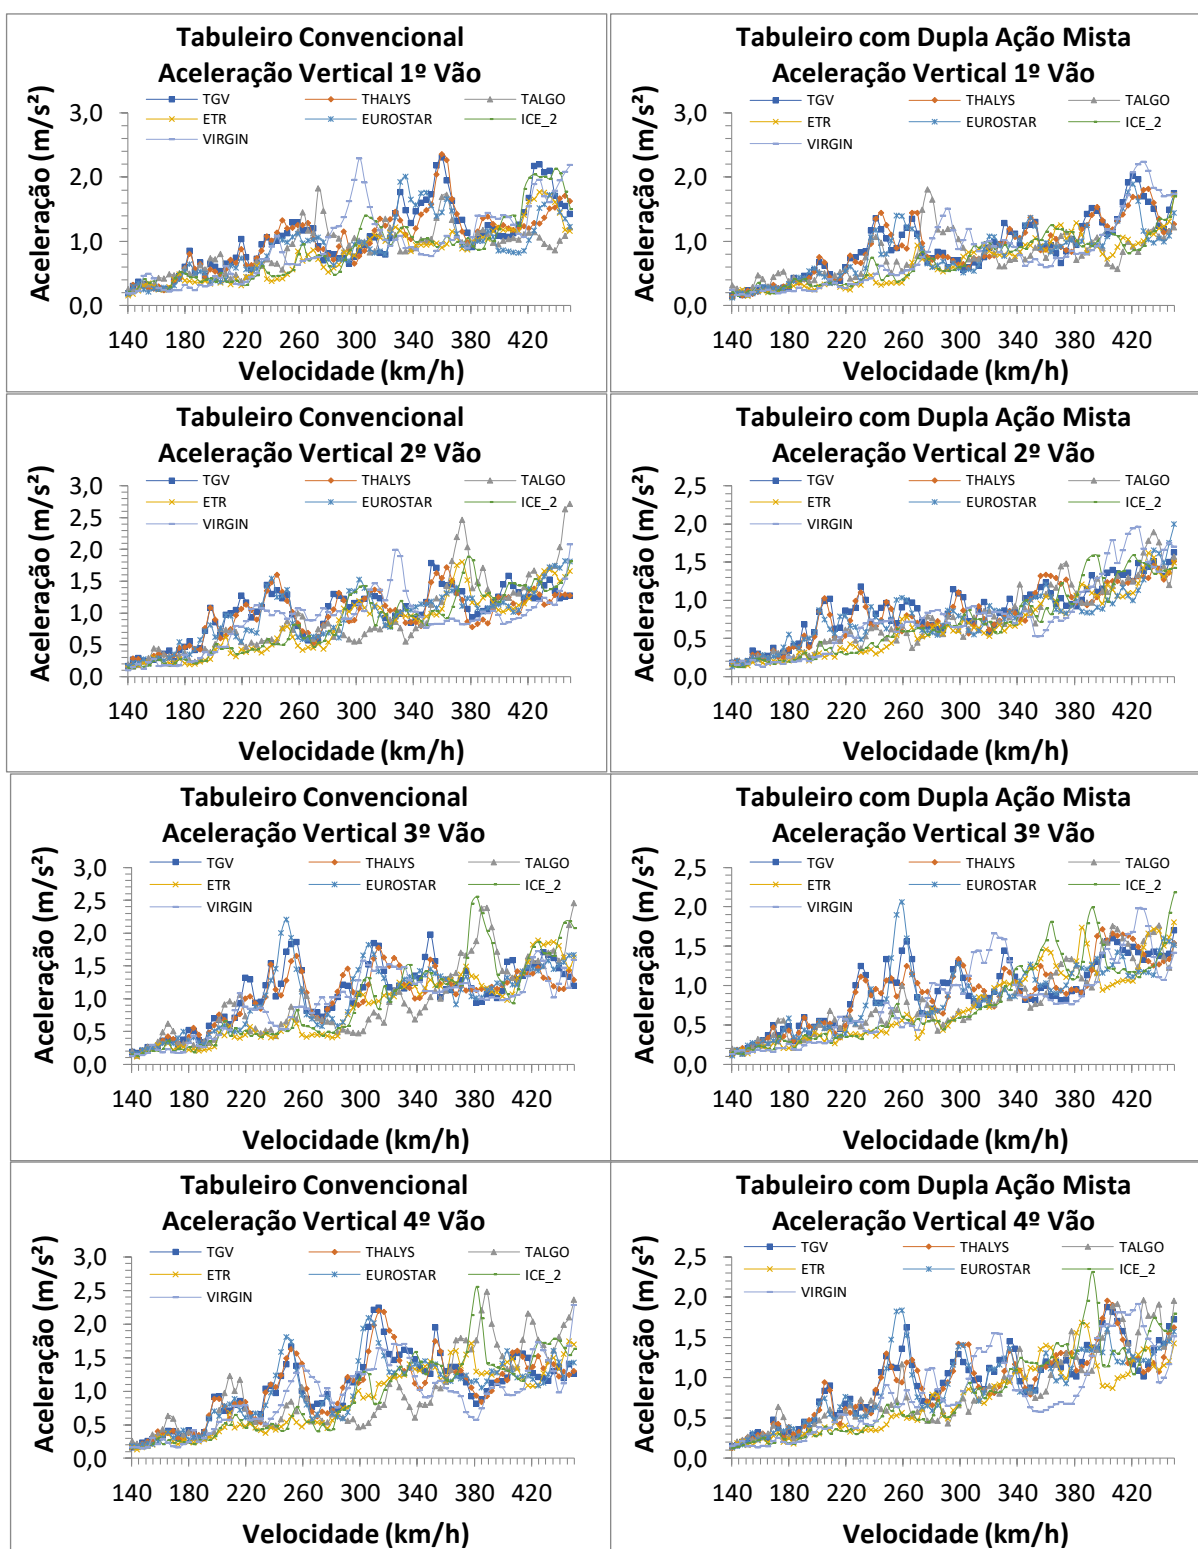 Tabuleiro Convencional
Aceleração Vertical 1º Vão
TGV THALYS TALGO
ETR EUROSTAR ICE_2
VIRGIN
Aceleração (m/s²)
3,0
2,0
1,0
0,0
140 180 220 260 300 340 380 420
Velocidade (km/h)
Tabuleiro com Dupla Ação Mista
Aceleração Vertical 1º Vão
TGV THALYS TALGO
ETR EUROSTAR ICE_2
VIRGIN
Aceleração (m/s²)
3,0
2,0
1,0
0,0
140 180 220 260 300 340 380 420
Velocidade (km/h)
Tabuleiro Convencional
Aceleração Vertical 2º Vão
TGV THALYS TALGO
ETR EUROSTAR ICE_2
VIRGIN
Aceleração (m/s²)
3,0
2,5
2,0
1,5
1,0
0,5
0,0
140 180 220 260 300 340 380 420
Velocidade (km/h)
Tabuleiro com Dupla Ação Mista
Aceleração Vertical 2º Vão
TGV THALYS TALGO
ETR EUROSTAR ICE_2
VIRGIN
Aceleração (m/s²)
2,5
2,0
1,5
1,0
0,5
0,0
140 180 220 260 300 340 380 420
Velocidade (km/h)
Tabuleiro Convencional
Aceleração Vertical 3º Vão
TGV THALYS TALGO
ETR EUROSTAR ICE_2
VIRGIN
Aceleração (m/s²)
3,0
2,5
2,0
1,5
1,0
0,5
0,0
140 180 220 260 300 340 380 420
Velocidade (km/h)
Tabuleiro com Dupla Ação Mista
Aceleração Vertical 3º Vão
TGV THALYS TALGO
ETR EUROSTAR ICE_2
VIRGIN
Aceleração (m/s²)
2,5
2,0
1,5
1,0
0,5
0,0
140 180 220 260 300 340 380 420
Velocidade (km/h)
Tabuleiro Convencional
Aceleração Vertical 4º Vão
TGV THALYS TALGO
ETR EUROSTAR ICE_2
VIRGIN
Aceleração (m/s²)
3,0
2,5
2,0
1,5
1,0
0,5
0,0
140 180 220 260 300 340 380 420
Velocidade (km/h)
Tabuleiro com Dupla Ação Mista
Aceleração Vertical 4º Vão
TGV THALYS TALGO
ETR EUROSTAR ICE_2
VIRGIN
Aceleração (m/s²)
2,5
2,0
1,5
1,0
0,5
0,0
140 180 220 260 300 340 380 420
Velocidade (km/h)